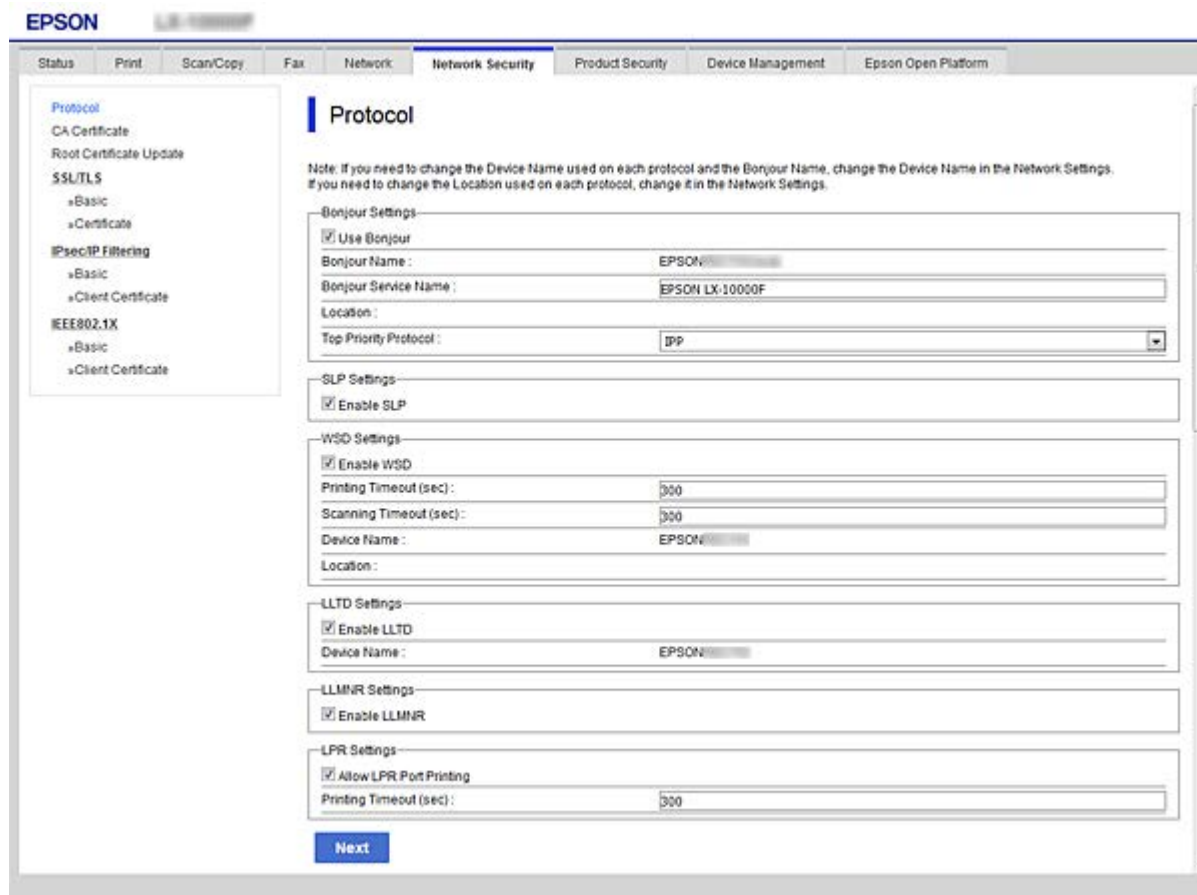 EPSON
Status Print Scan/Copy Fax Network Network Security Product Security Device Management Epson Open Platform
Protocol
CA Certificate
Root Certificate Update
SSL/TLS
»Basic
»Certificate
IPsec/IP Filtering
»Basic
»Client Certificate
IEEE802.1X
»Basic
»Client Certificate
Protocol
Note: If you need to change the Device Name used on each protocol and the Bonjour Name, change the Device Name in the Network Settings.
If you need to change the Location used on each protocol, change it in the Network Settings.
Bonjour Settings
Use Bonjour
Bonjour Name : EPSON
Bonjour Service Name : EPSON LX-10000F
Location :
Top Priority Protocol : IPP
SLP Settings
Enable SLP
WSD Settings
Enable WSD
Printing Timeout (sec) : 300
Scanning Timeout (sec) : 300
Device Name : EPSON
Location :
LLTD Settings
Enable LLTD
Device Name : EPSON
LLMNR Settings
Enable LLMNR
LPR Settings
Allow LPR Port Printing
Printing Timeout (sec) : 300
Next